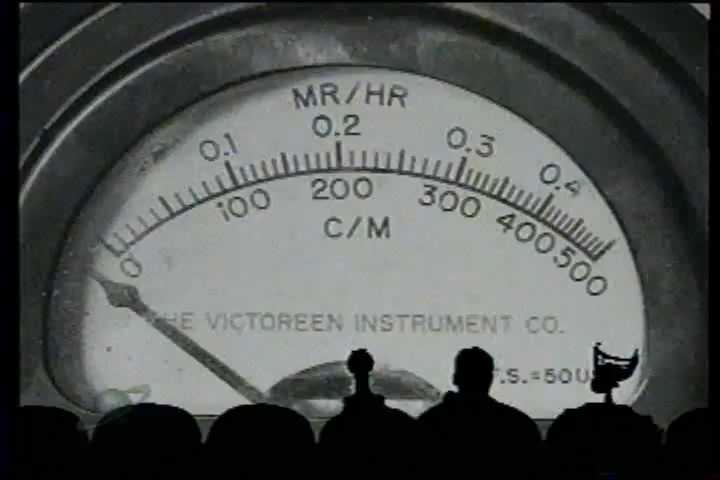 MR/HR
0.1 0.2 0.3 0.4
0 100 200 300 400 500
C/M
THE VICTOREEN INSTRUMENT CO.
T.S.=50U